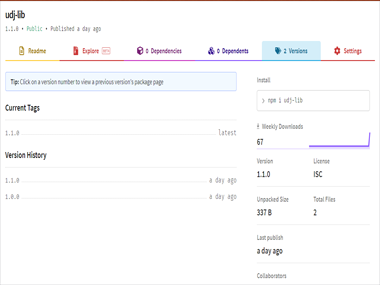 udj-lib
1.1.0 • Public • Published a day ago
Readme
Explore BETA
0 Dependencies
0 Dependents
2 Versions
Settings
Tip: Click on a version number to view a previous version's package page
Current Tags
1.1.0 latest
Version History
1.1.0 a day ago
1.0.0 a day ago
Install
> npm i udj-lib
Weekly Downloads
67
Version License
1.1.0 ISC
Unpacked Size Total Files
337 B 2
Last publish
a day ago
Collaborators